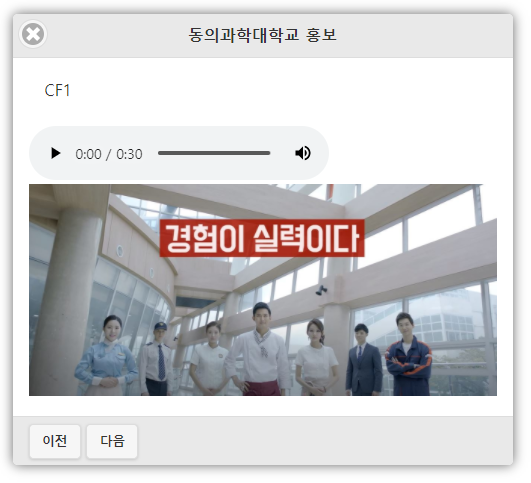 동의과학대학교 홍보
CF1
0:00 / 0:30
경험이 실력이다
이전 다음